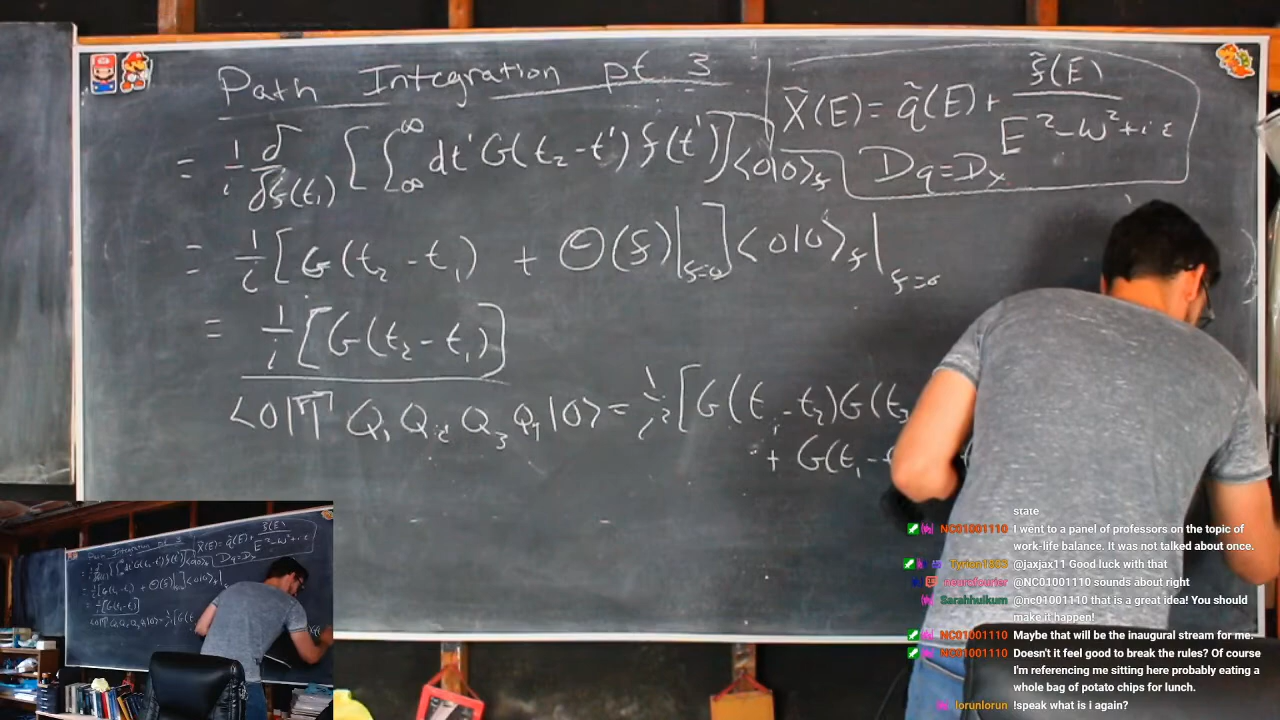 Path Integration pt 3
= 1/i δ/δf(t₁) [∫_∞^∞ dt' G(t₂-t') f(t')] <0|0>_f
X̃(E) = q̃(E) + f̃(E) / E²-ω²+iε
Dq = Dx
= 1/i [G(t₂-t₁) + O(f)|_f=0] <0|0>_f |_f=0
= 1/i [G(t₂-t₁)]
<0|T Q₁ Q₂ Q₃ Q₄ |0> = 1/i² [G(t₁-t₂)G(t₃
+ G(t₁-
state
NC01001110 I went to a panel of professors on the topic of
work-life balance. It was not talked about once.
@jaxjax11 Good luck with that
@NC01001110 sounds about right
Sarahhulkum @nc01001110 that is a great idea! You should
make it happen!
NC01001110 Maybe that will be the inaugural stream for me.
NC01001110 Doesn't it feel good to break the rules? Of course
I'm referencing me sitting here probably eating a
whole bag of potato chips for lunch.
lorunlorun !speak what is i again?